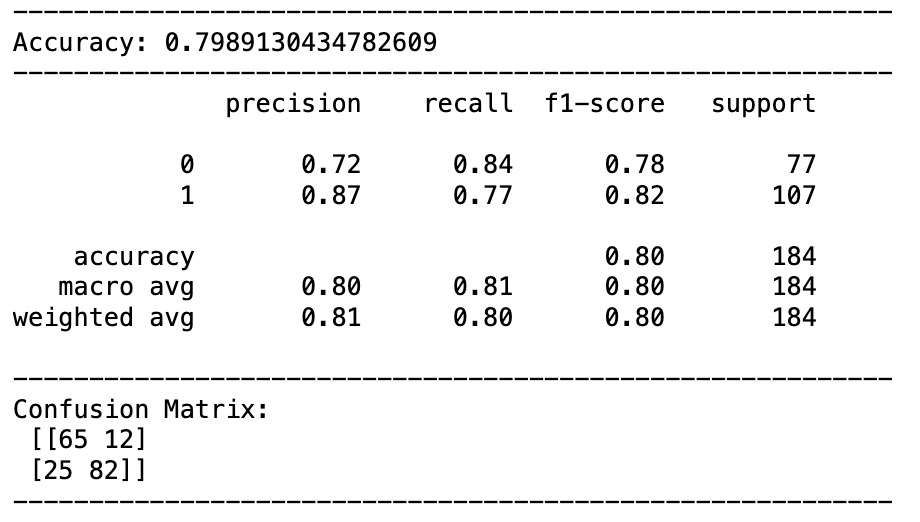 ----------------------------------------------------------
Accuracy: 0.7989130434782609
----------------------------------------------------------
              precision    recall  f1-score   support

           0       0.72      0.84      0.78        77
           1       0.87      0.77      0.82       107

    accuracy                           0.80       184
   macro avg       0.80      0.81      0.80       184
weighted avg       0.81      0.80      0.80       184

----------------------------------------------------------
Confusion Matrix:
 [[65 12]
 [25 82]]
----------------------------------------------------------